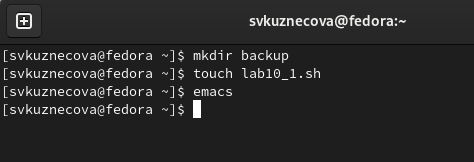 svkuznecova@fedora:~
[svkuznecova@fedora ~]$ mkdir backup
[svkuznecova@fedora ~]$ touch lab10_1.sh
[svkuznecova@fedora ~]$ emacs
[svkuznecova@fedora ~]$